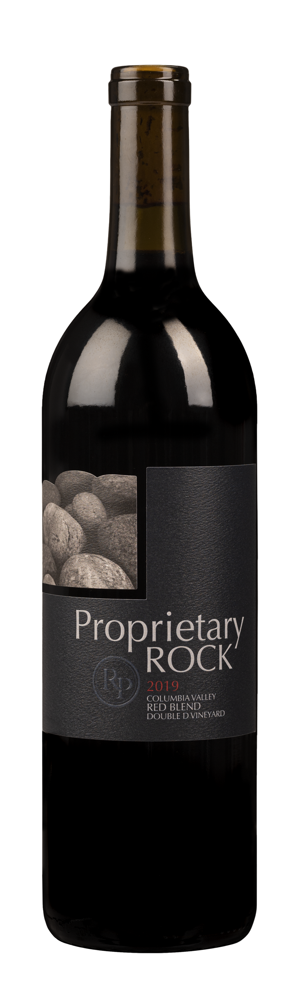 Proprietary
ROCK
RP
2019
COLUMBIA VALLEY
RED BLEND
DOUBLE D VINEYARD